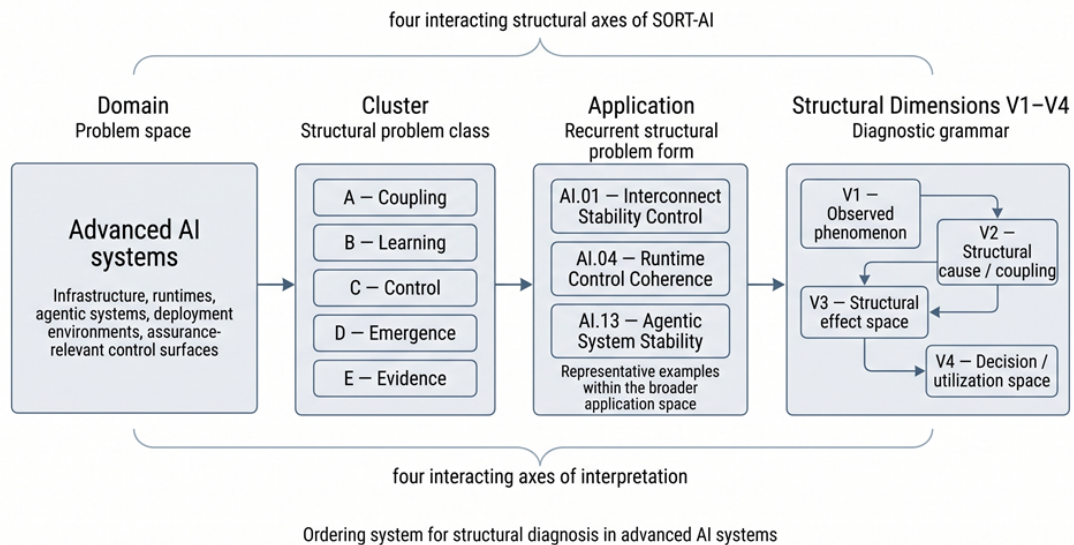 four interacting structural axes of SORT-AI
Domain
Problem space
Advanced AI
systems
Infrastructure, runtimes,
agentic systems, deployment
environments, assurance-
relevant control surfaces
Cluster
Structural problem class
A – Coupling
B – Learning
C – Control
D – Emergence
E – Evidence
Application
Recurrent structural
problem form
AI.01 – Interconnect
Stability Control
AI.04 – Runtime
Control Coherence
AI.13 – Agentic
System Stability
Representative examples
within the broader
application space
Structural Dimensions V1–V4
Diagnostic grammar
V1 –
Observed
phenomenon
V2 –
Structural
cause / coupling
V3 – Structural
effect space
V4 – Decision /
utilization space
four interacting axes of interpretation
Ordering system for structural diagnosis in advanced AI systems